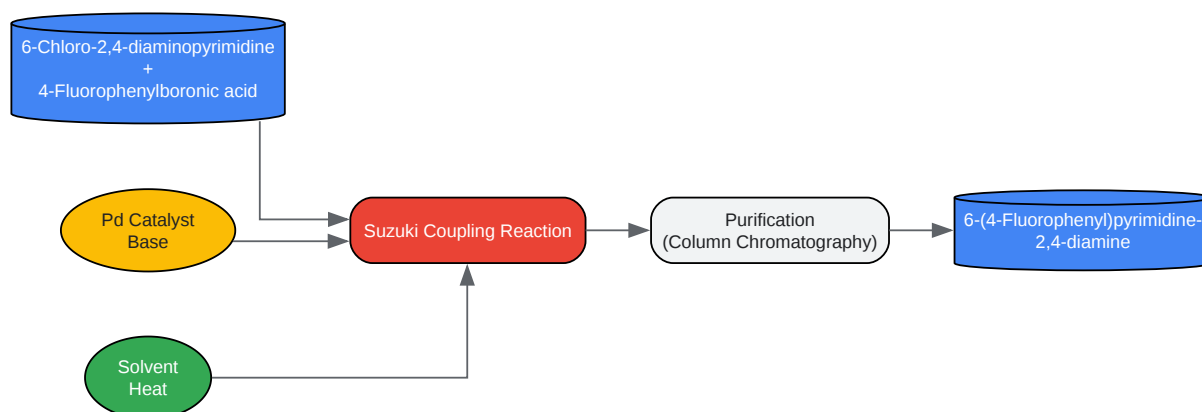 6-Chloro-2,4-diaminopyrimidine
+
4-Fluorophenylboronic acid
Pd Catalyst
Base
Solvent
Heat
Suzuki Coupling Reaction
Purification
(Column Chromatography)
6-(4-Fluorophenyl)pyrimidine-
2,4-diamine